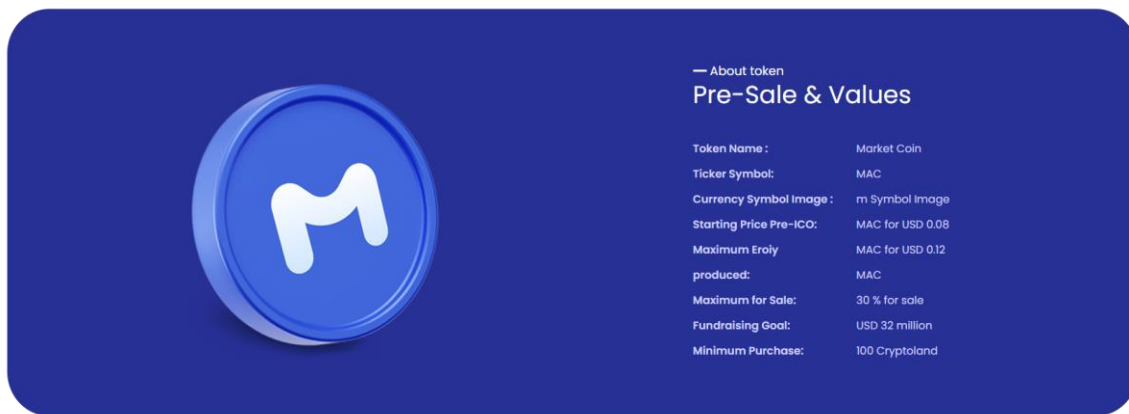 — About token
Pre-Sale & Values
Token Name : Market Coin
Ticker Symbol: MAC
Currency Symbol Image : m Symbol Image
Starting Price Pre-ICO: MAC for USD 0.08
Maximum Eroiy MAC for USD 0.12
produced: MAC
Maximum for Sale: 30 % for sale
Fundraising Goal: USD 32 million
Minimum Purchase: 100 Cryptoland
M